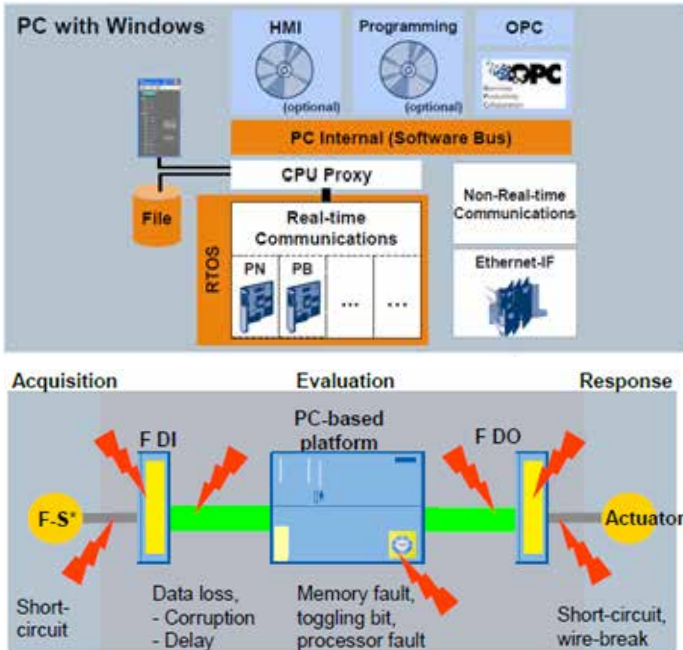 PC with Windows
HMI
(optional)
Programming
(optional)
OPC
OPC
PC Internal (Software Bus)
CPU Proxy
File
RTOS
Real-time
Communications
PN
PB
...
...
Non-Real-time
Communications
Ethernet-IF
Acquisition
Evaluation
Response
F DI
PC-based
platform
F DO
F-S*
Actuator
Short-
circuit
Data loss,
- Corruption
- Delay
Memory fault,
toggling bit,
processor fault
Short-circuit,
wire-break